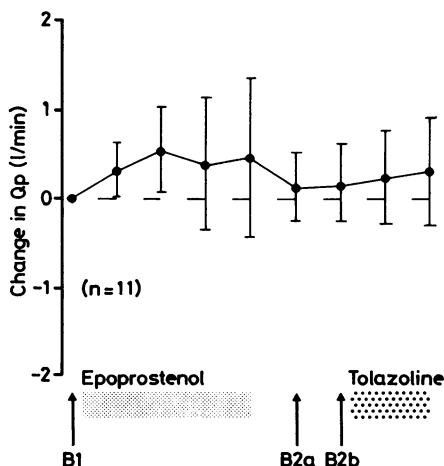 2
1
0
-1
-2
Change in Qp (l/min)
(n=11)
Epoprostenol
Tolazoline
B1
B2a
B2b